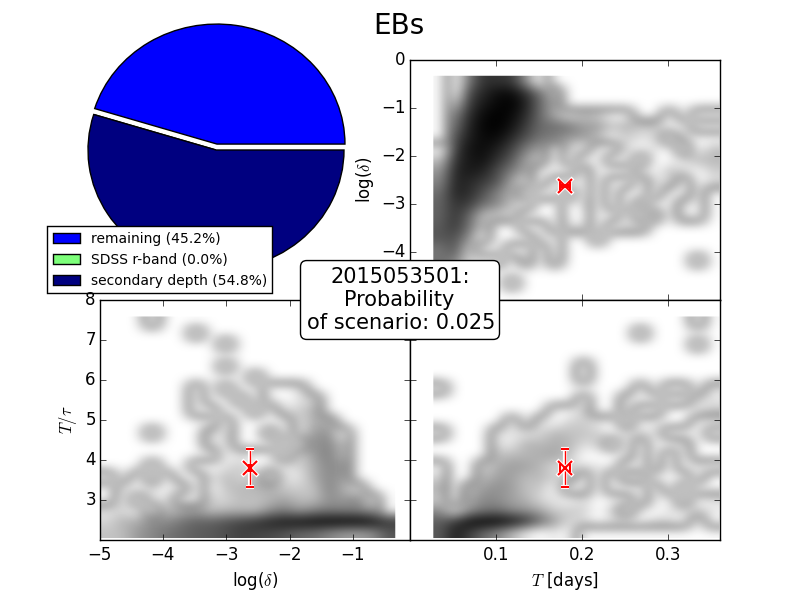 EBs
remaining (45.2%)
SDSS r-band (0.0%)
secondary depth (54.8%)
0
−1
−2
−3
−4
log(δ)
2015053501:
Probability
of scenario: 0.025
8
7
6
5
4
3
T/τ
−5 −4 −3 −2 −1
log(δ)
0.1 0.2 0.3
T [days]